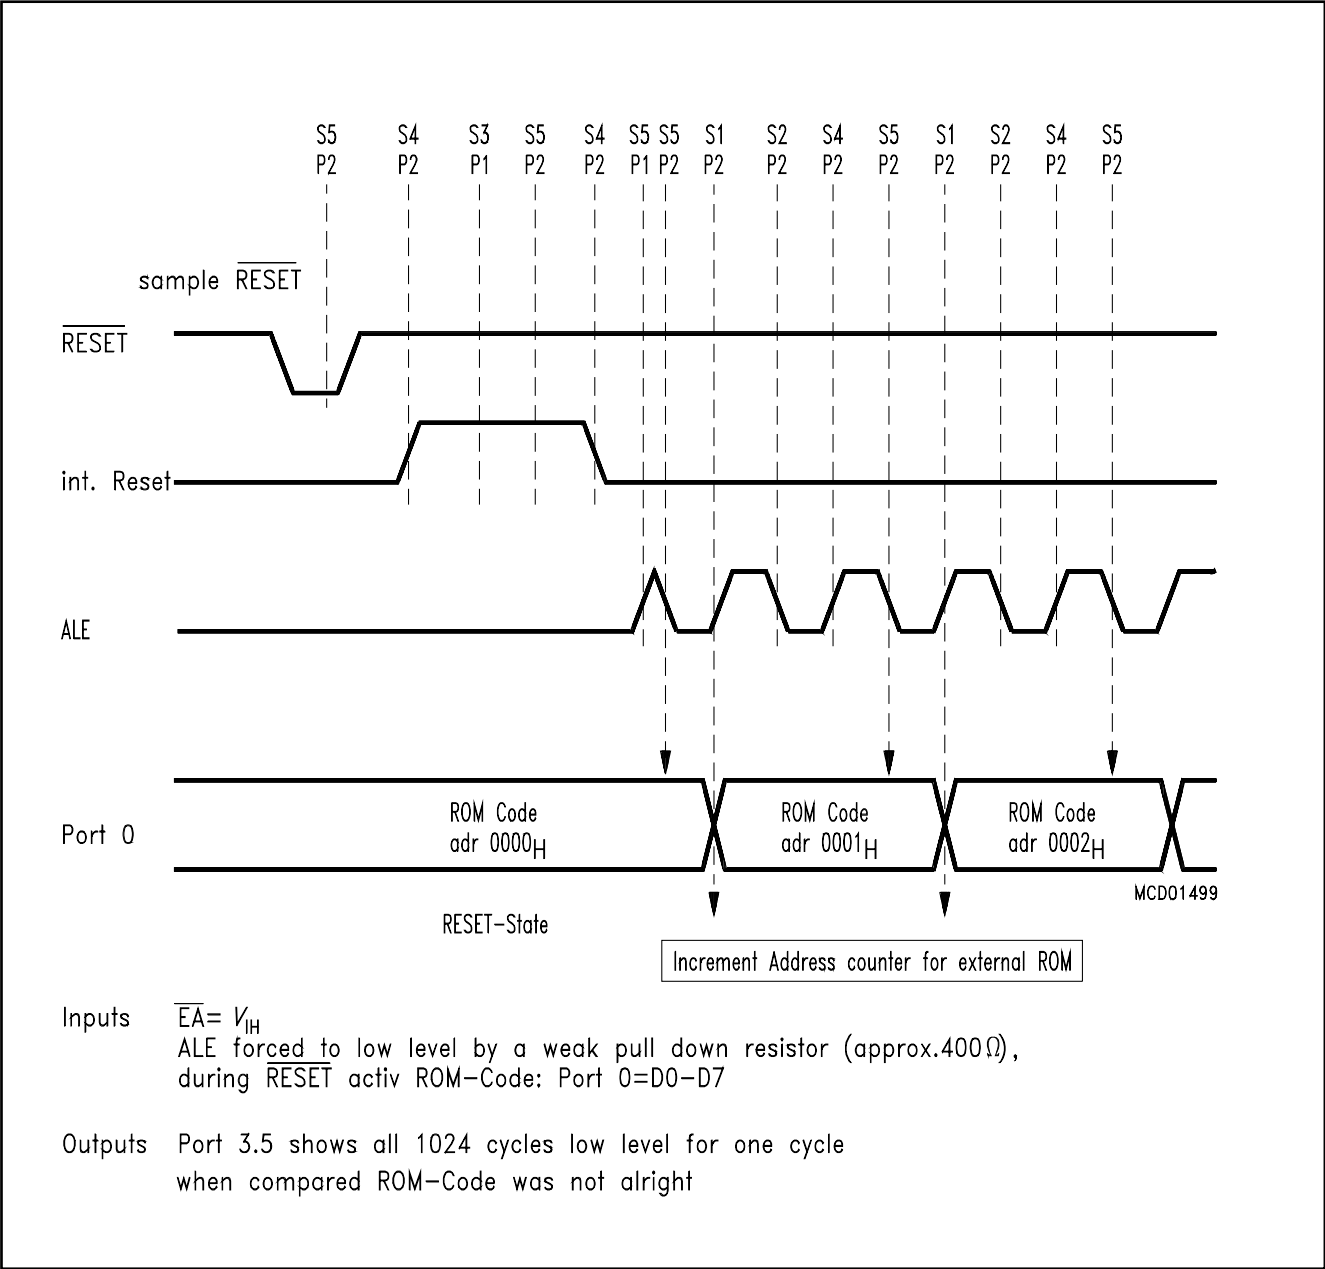 S5 S4 S3 S5 S4 S5 S5 S1 S2 S4 S5 S1 S2 S4 S5
P2 P2 P1 P2 P2 P1 P2 P2 P2 P2 P2 P2 P2 P2 P2
sample RESET
RESET
int. Reset
ALE
Port 0
ROM Code
adr 0000H
ROM Code
adr 0001H
ROM Code
adr 0002H
MCD01499
RESET-State
Increment Address counter for external ROM
Inputs EA= VIH
ALE forced to low level by a weak pull down resistor (approx.400Ω),
during RESET activ ROM-Code: Port 0=D0-D7
Outputs Port 3.5 shows all 1024 cycles low level for one cycle
when compared ROM-Code was not alright